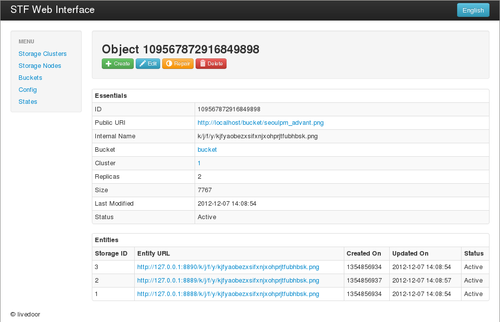 STF Web Interface
English
MENU
Storage Clusters
Storage Nodes
Buckets
Config
States
Object 109567872916849898
Create Edit Repair Delete
Essentials
ID 109567872916849898
Public URI http://localhost/bucket/seoulpm_advant.png
Internal Name k/j/f/y/kjfyaobezxsifxnjxohprjtfubhbsk.png
Bucket bucket
Cluster 1
Replicas 2
Size 7767
Last Modified 2012-12-07 14:08:54
Status Active
Entities
Storage ID Entity URL Created On Updated On Status
3 http://127.0.0.1:8890/k/j/f/y/kjfyaobezxsifxnjxohprjtfubhbsk.png 1354856934 2012-12-07 14:08:54 Active
2 http://127.0.0.1:8889/k/j/f/y/kjfyaobezxsifxnjxohprjtfubhbsk.png 1354856937 2012-12-07 14:08:57 Active
1 http://127.0.0.1:8888/k/j/f/y/kjfyaobezxsifxnjxohprjtfubhbsk.png 1354856934 2012-12-07 14:08:54 Active
© livedoor